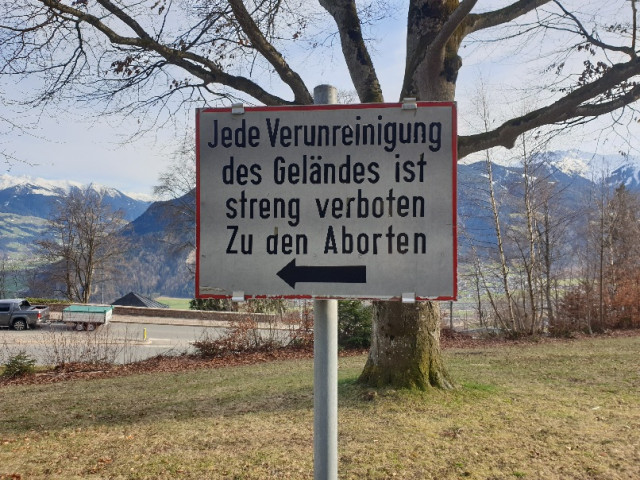 Jede Verunreinigung
des Geländes ist
streng verboten
Zu den Aborten